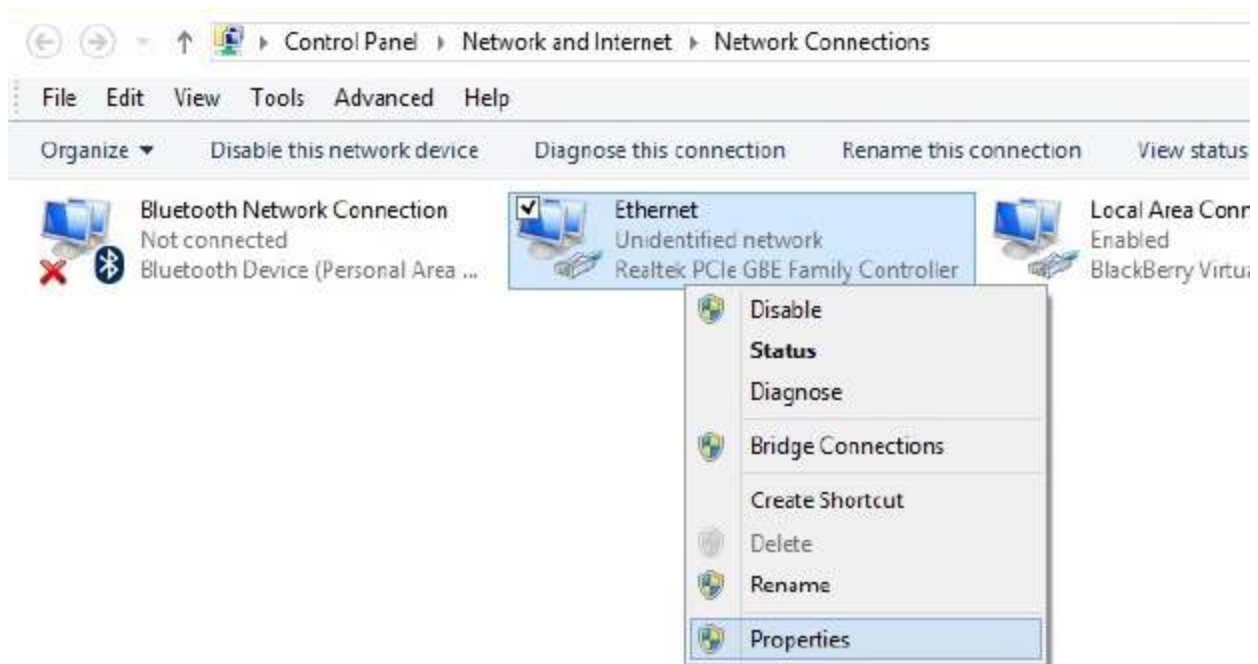 Control Panel Network and Internet Network Connections
File Edit View Tools Advanced Help
Organize Disable this network device Diagnose this connection Rename this connection View status
Bluetooth Network Connection
Not connected
Bluetooth Device (Personal Area ...
Ethernet
Unidentified network
Realtek PCIe GBE Family Controller
Local Area Conn
Enabled
BlackBerry Virtua
Disable
Status
Diagnose
Bridge Connections
Create Shortcut
Delete
Rename
Properties